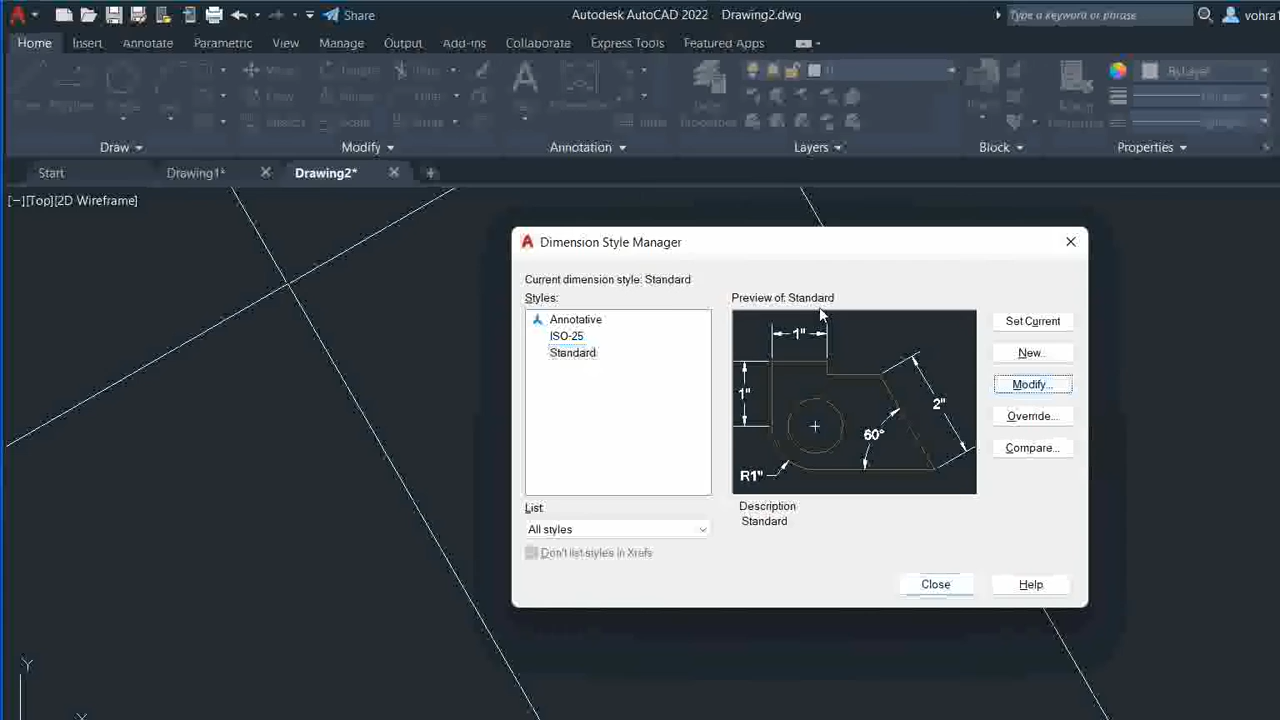 Share
Autodesk AutoCAD 2022 Drawing2.dwg
Type a keyword or phrase
vohra
Home Insert Annotate Parametric View Manage Output Add-ins Collaborate Express Tools Featured Apps
0
ByLayer
Draw Modify Annotation Layers Block Properties
Start Drawing1* Drawing2*
[−][Top][2D Wireframe]
Dimension Style Manager
Current dimension style: Standard
Styles:
Annotative
ISO-25
Standard
List
All styles
Don't list styles in Xrefs
Preview of: Standard
1"
1"
2"
60°
R1"
Description
Standard
Set Current
New..
Modify...
Override...
Compare...
Close Help
Y
X